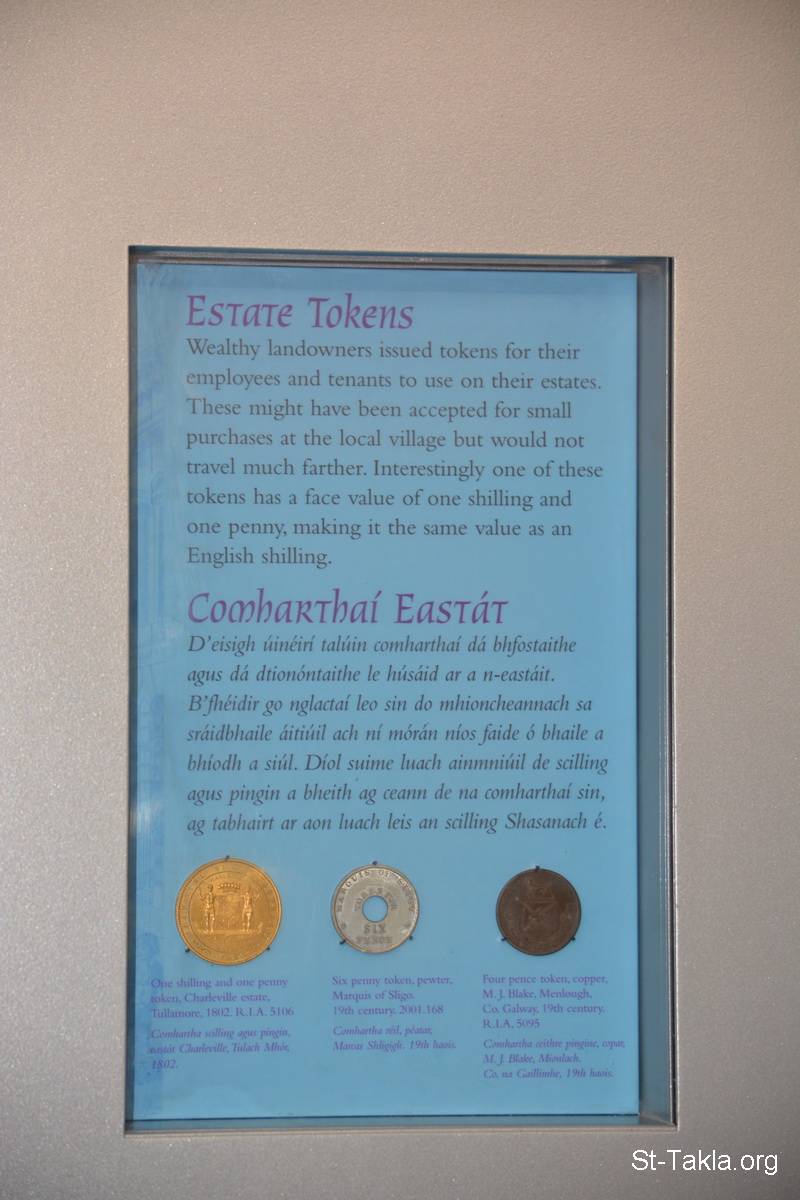 Estate Tokens
Wealthy landowners issued tokens for their
employees and tenants to use on their estates.
These might have been accepted for small
purchases at the local village but would not
travel much farther. Interestingly one of these
tokens has a face value of one shilling and
one penny, making it the same value as an
English shilling.
Comharthaí Eastát
D'eisigh úinéirí talúin comharthaí dá bhfostaithe
agus dá dtionóntaithe le húsáid ar a n-eastáit.
B'fhéidir go nglactaí leo sin do mhioncheannach sa
sráidbhaile áitiúil ach ní mórán níos faide ó bhaile a
bhíodh a siúl. Díol suime luach ainmniúil de scilling
agus pingin a bheith ag ceann de na comharthaí sin,
ag tabhairt ar aon luach leis an scilling Shasanach é.
MARQUIS OF
SIX
PENCE
One shilling and one penny
token, Charleville estate,
Tullamore, 1802. R.I.A. 5106
Comhartha scilling agus pingin,
eastát Charleville, Tulach Mhór,
1802.
Six penny token, pewter,
Marquis of Sligo.
19th century. 2001.168
Comhartha réil, péatar,
Marcas Shligigh. 19th haois.
Four pence token, copper,
M. J. Blake, Menlough,
Co. Galway. 19th century.
R.I.A. 5095
Comhartha ceithre pingine, copar,
M. J. Blake, Mionlach.
Co. na Gaillimhe, 19th haois.
St-Takla.org